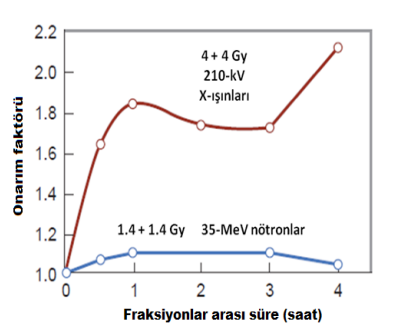 2.2
2.0
1.8
1.6
1.4
1.2
1.0
Onarım faktörü
4 + 4 Gy
210-kV
X-ışınları
1.4 + 1.4 Gy 35-MeV nötronlar
0 1 2 3 4
Fraksiyonlar arası süre (saat)